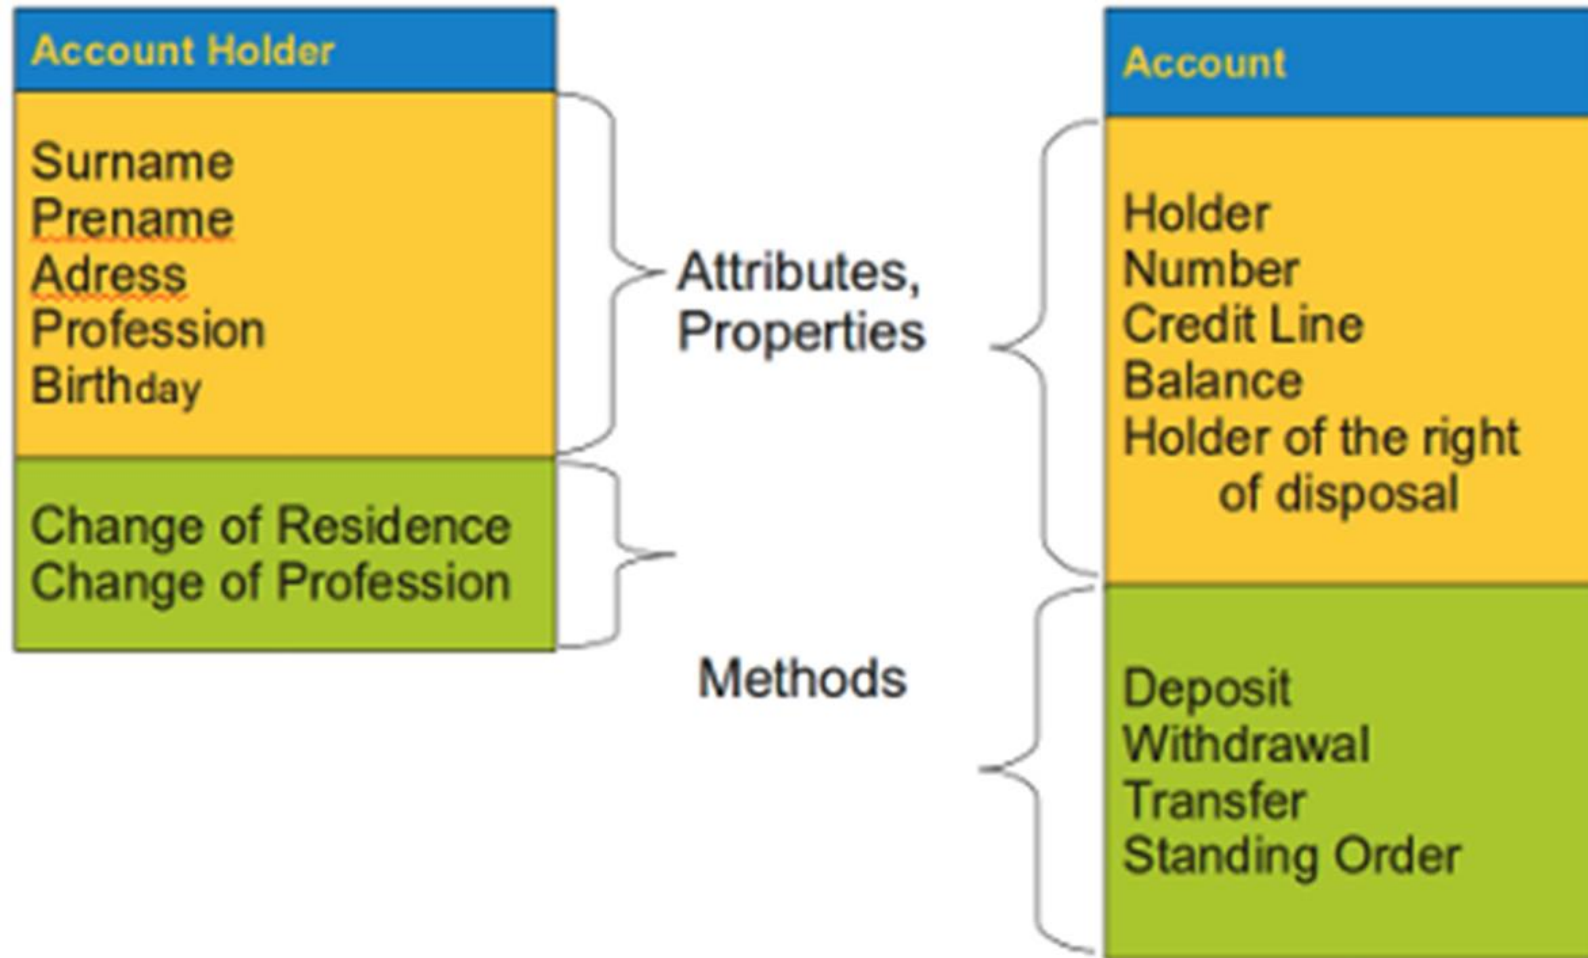 Account Holder
Surname
Prename
Adress
Profession
Birthday
Change of Residence
Change of Profession
Attributes,
Properties
Methods
Account
Holder
Number
Credit Line
Balance
Holder of the right
of disposal
Deposit
Withdrawal
Transfer
Standing Order